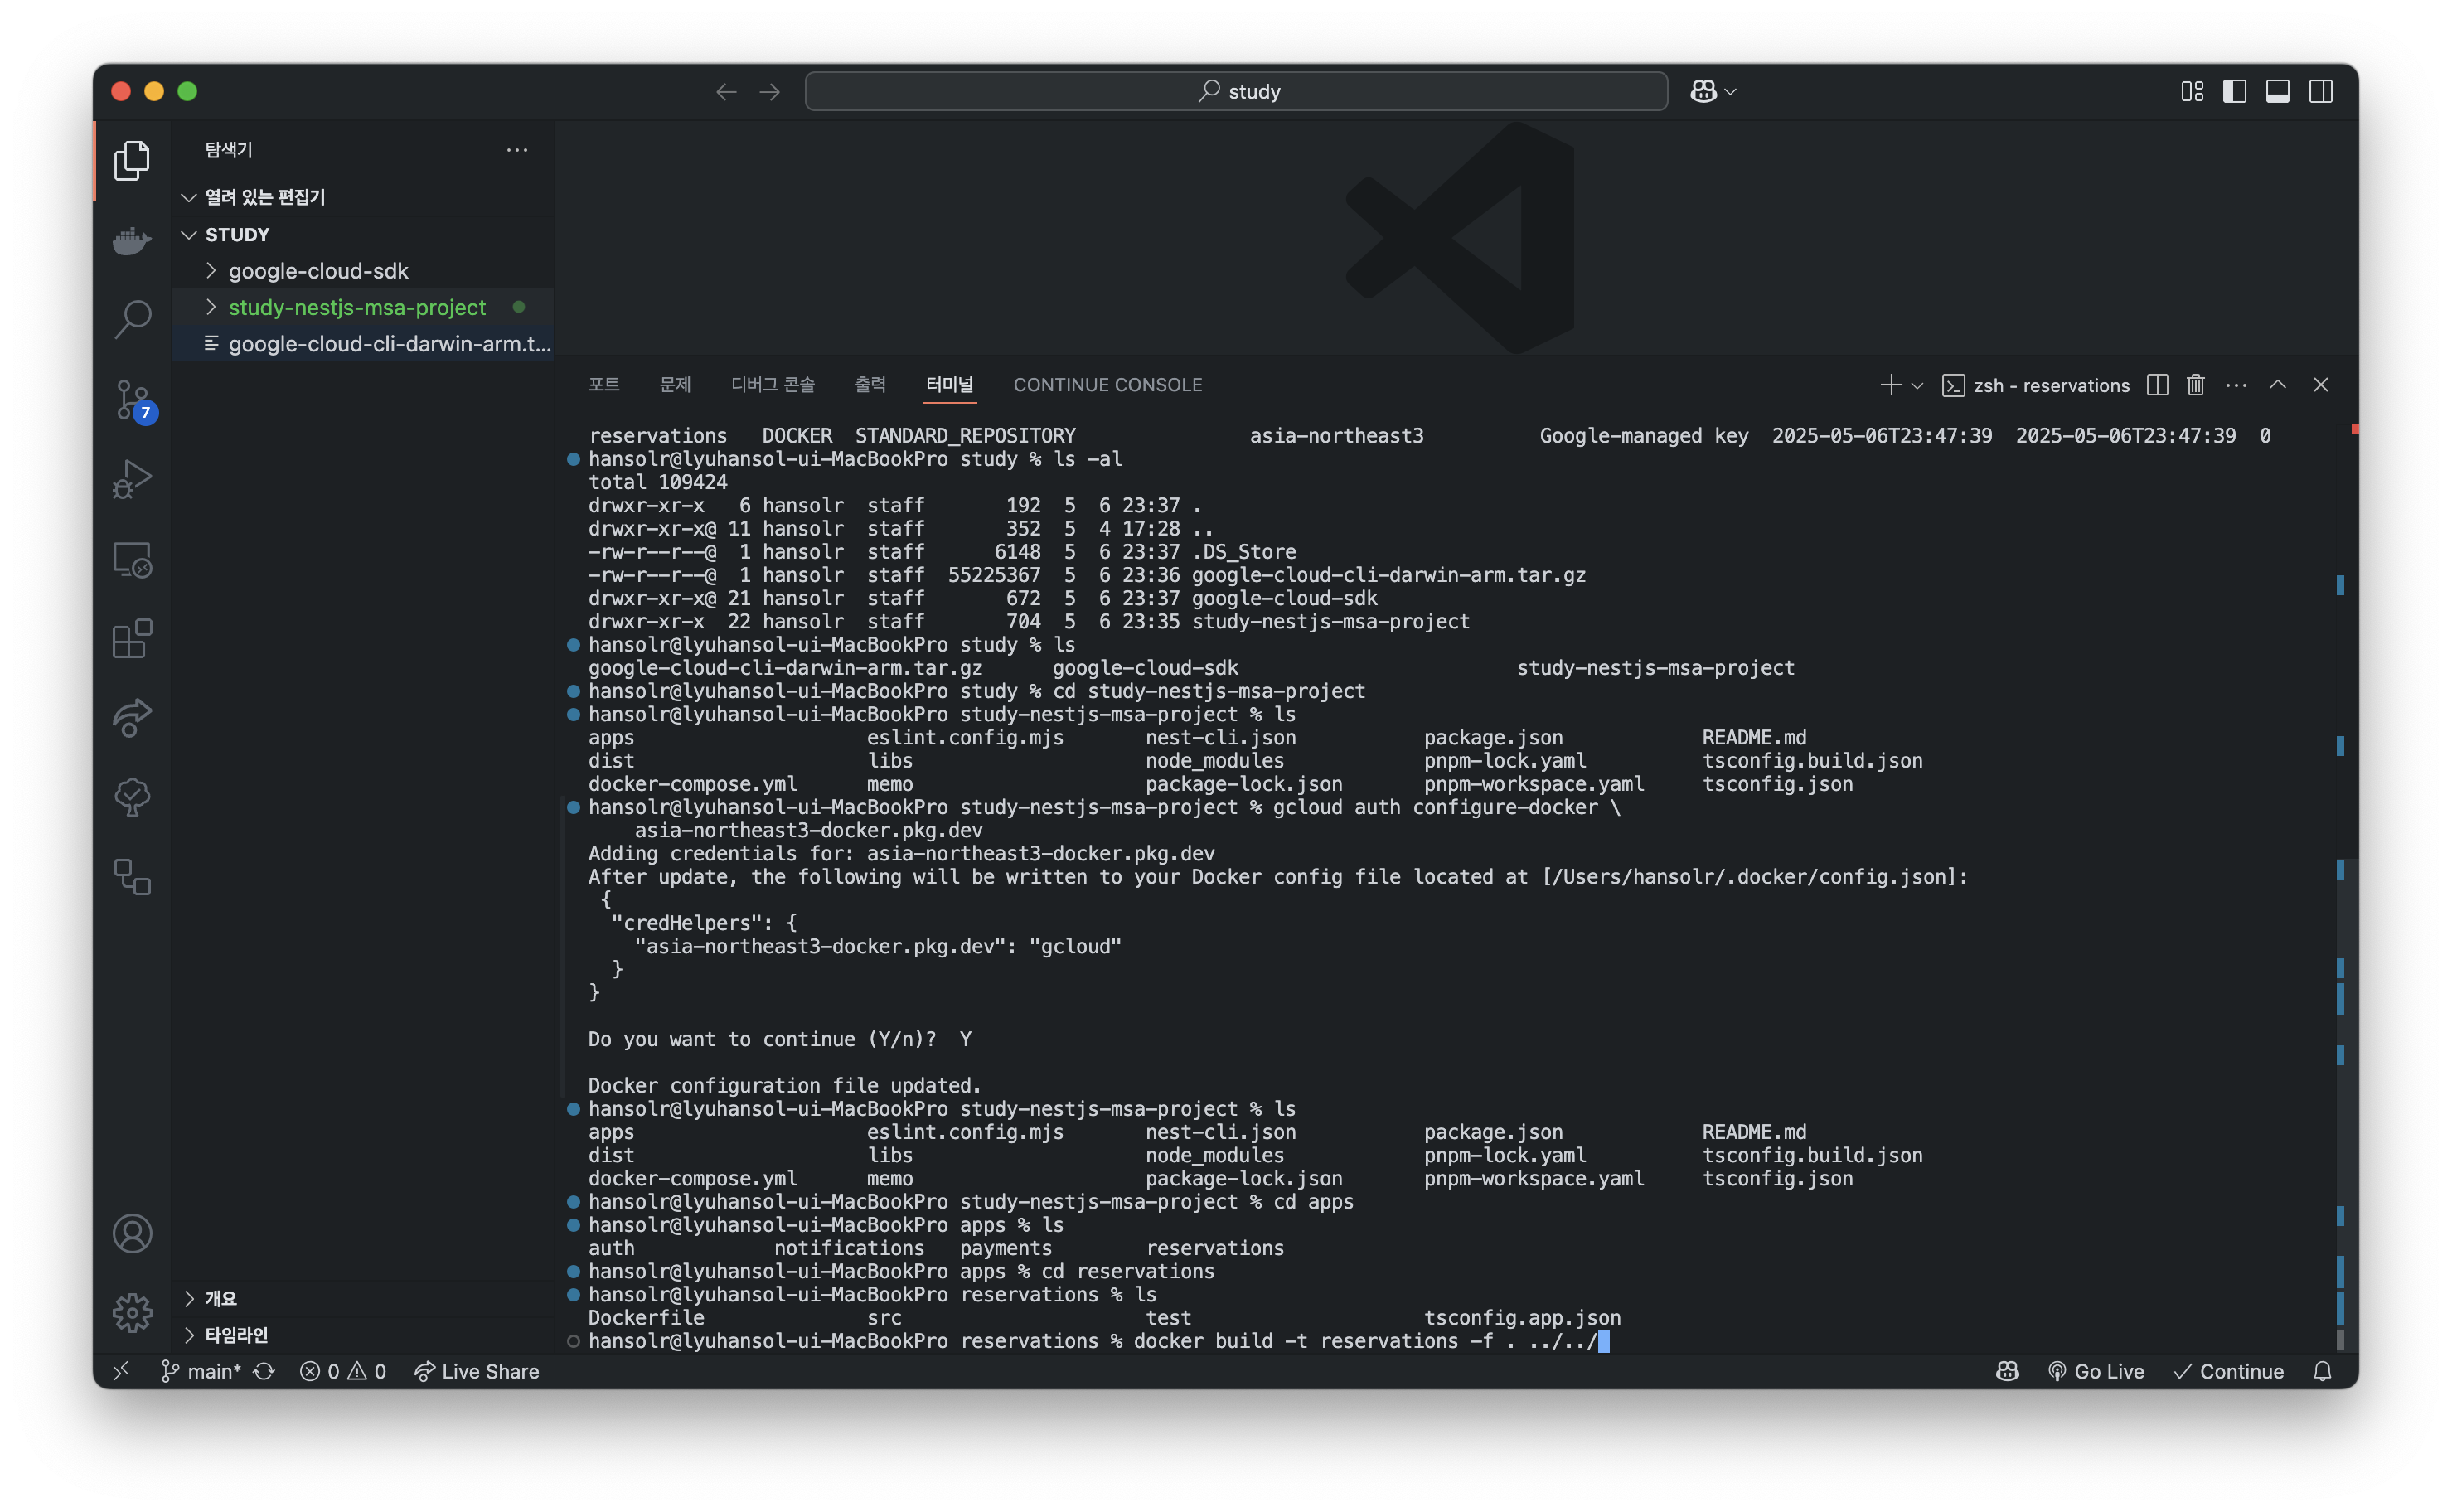 study
탐색기
열려 있는 편집기
STUDY
google-cloud-sdk
study-nestjs-msa-project
google-cloud-cli-darwin-arm.t...
7
포트 문제 디버그 콘솔 출력 터미널 CONTINUE CONSOLE
zsh - reservations
reservations DOCKER STANDARD_REPOSITORY asia-northeast3 Google-managed key 2025-05-06T23:47:39 2025-05-06T23:47:39 0
hansolr@lyuhansol-ui-MacBookPro study % ls -al
total 109424
drwxr-xr-x 6 hansolr staff 192 5 6 23:37 .
drwxr-xr-x@ 11 hansolr staff 352 5 4 17:28 ..
-rw-r--r--@ 1 hansolr staff 6148 5 6 23:37 .DS_Store
-rw-r--r--@ 1 hansolr staff 55225367 5 6 23:36 google-cloud-cli-darwin-arm.tar.gz
drwxr-xr-x@ 21 hansolr staff 672 5 6 23:37 google-cloud-sdk
drwxr-xr-x 22 hansolr staff 704 5 6 23:35 study-nestjs-msa-project
hansolr@lyuhansol-ui-MacBookPro study % ls
google-cloud-cli-darwin-arm.tar.gz google-cloud-sdk study-nestjs-msa-project
hansolr@lyuhansol-ui-MacBookPro study % cd study-nestjs-msa-project
hansolr@lyuhansol-ui-MacBookPro study-nestjs-msa-project % ls
apps eslint.config.mjs nest-cli.json package.json README.md
dist libs node_modules pnpm-lock.yaml tsconfig.build.json
docker-compose.yml memo package-lock.json pnpm-workspace.yaml tsconfig.json
hansolr@lyuhansol-ui-MacBookPro study-nestjs-msa-project % gcloud auth configure-docker \
asia-northeast3-docker.pkg.dev
Adding credentials for: asia-northeast3-docker.pkg.dev
After update, the following will be written to your Docker config file located at [/Users/hansolr/.docker/config.json]:
{
"credHelpers": {
"asia-northeast3-docker.pkg.dev": "gcloud"
}
}
Do you want to continue (Y/n)? Y
Docker configuration file updated.
hansolr@lyuhansol-ui-MacBookPro study-nestjs-msa-project % ls
apps eslint.config.mjs nest-cli.json package.json README.md
dist libs node_modules pnpm-lock.yaml tsconfig.build.json
docker-compose.yml memo package-lock.json pnpm-workspace.yaml tsconfig.json
hansolr@lyuhansol-ui-MacBookPro study-nestjs-msa-project % cd apps
hansolr@lyuhansol-ui-MacBookPro apps % ls
auth notifications payments reservations
hansolr@lyuhansol-ui-MacBookPro apps % cd reservations
hansolr@lyuhansol-ui-MacBookPro reservations % ls
Dockerfile src test tsconfig.app.json
hansolr@lyuhansol-ui-MacBookPro reservations % docker build -t reservations -f . ../../
개요
타임라인
main* 0 0 Live Share Go Live Continue